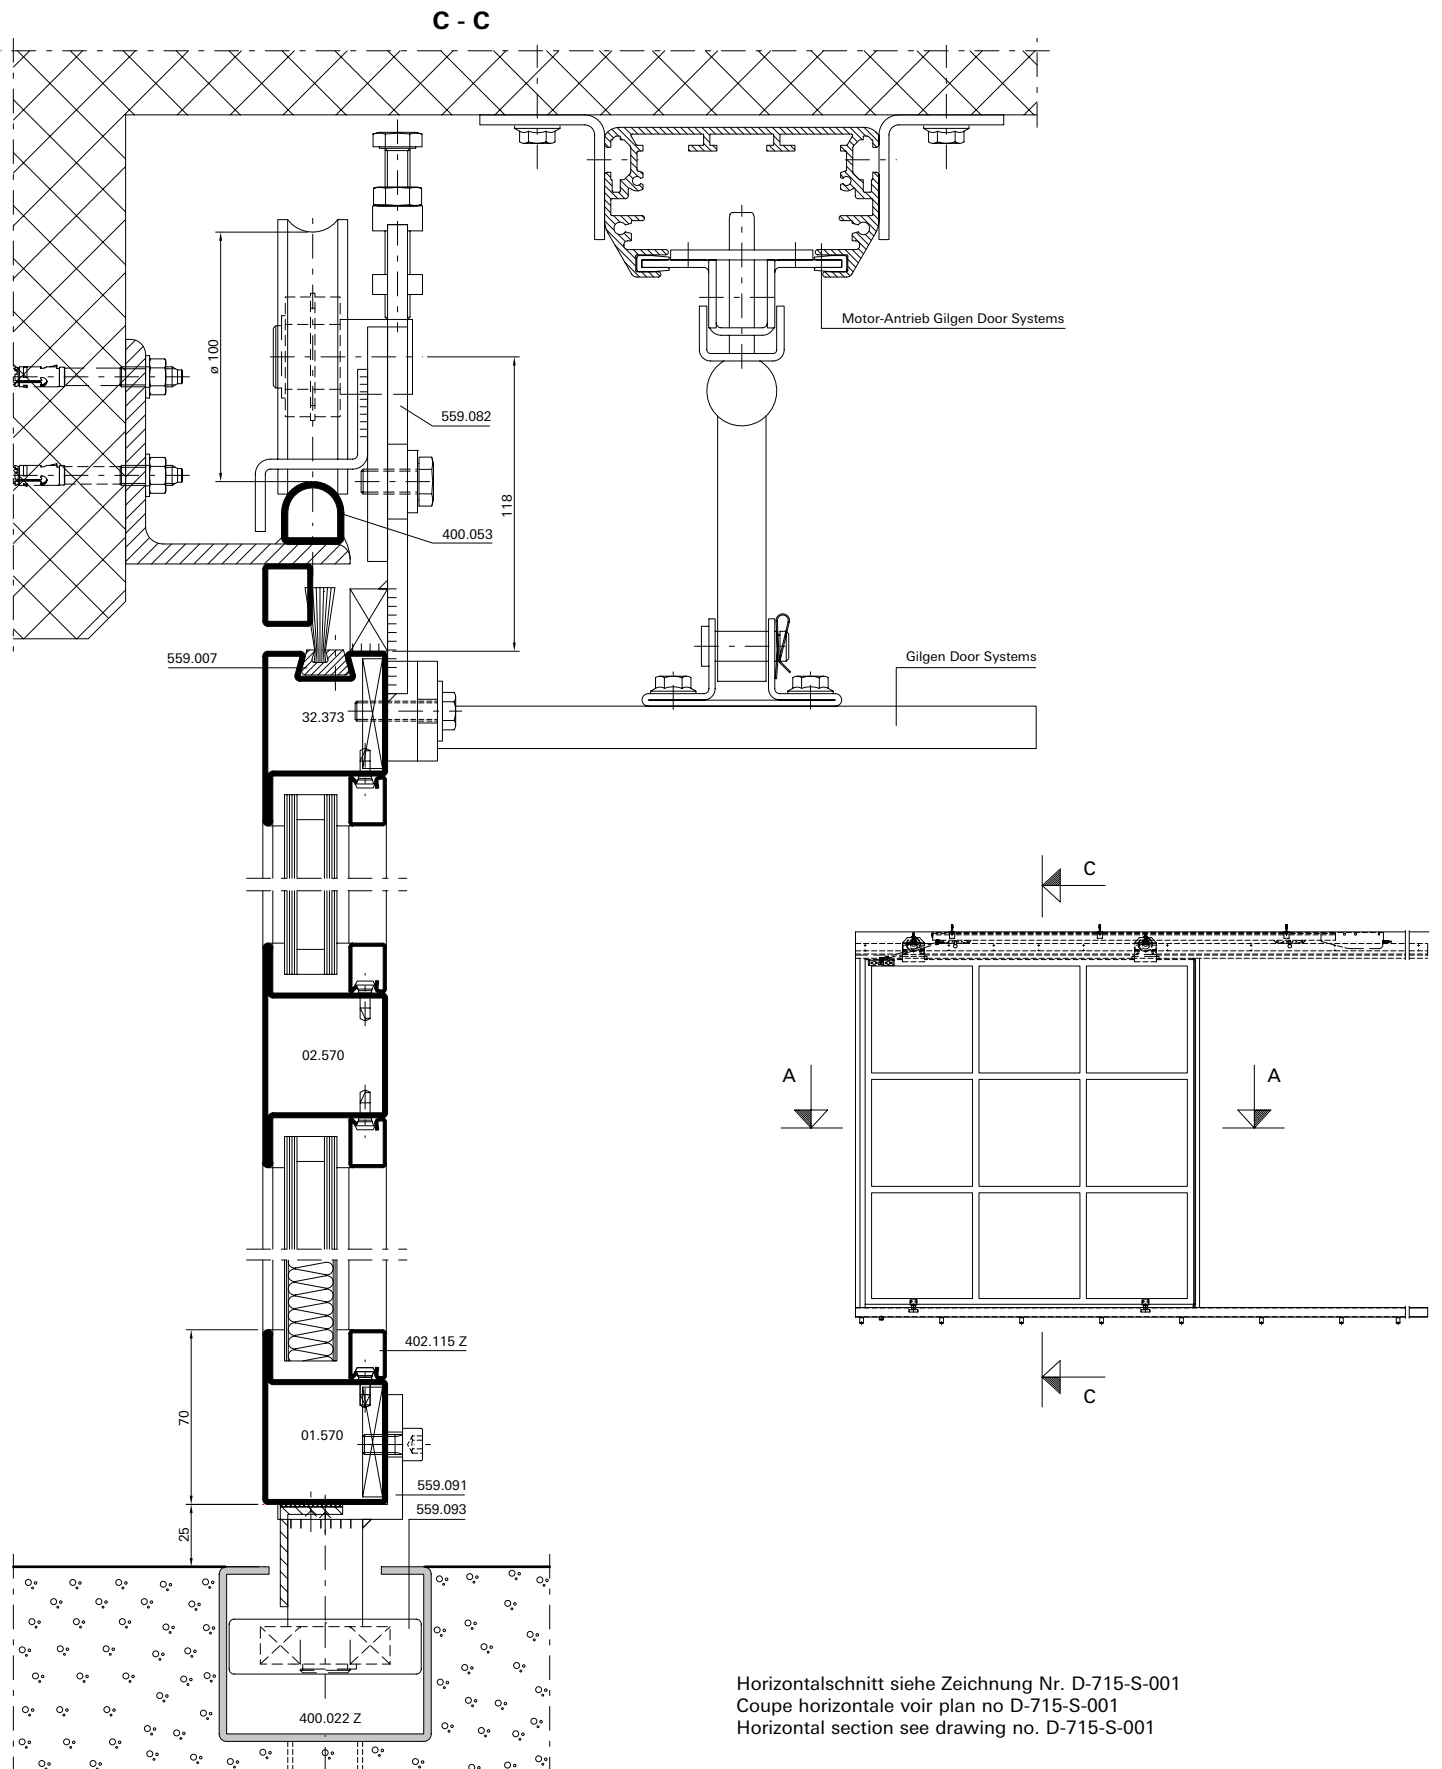 C - C
Motor-Antrieb Gilgen Door Systems
ø 100
559.082
118
400.053
559.007
Gilgen Door Systems
32.373
C
02.570
A
A
402.115 Z
C
70
01.570
559.091
559.093
25
400.022 Z
Horizontalschnitt siehe Zeichnung Nr. D-715-S-001
Coupe horizontale voir plan no D-715-S-001
Horizontal section see drawing no. D-715-S-001